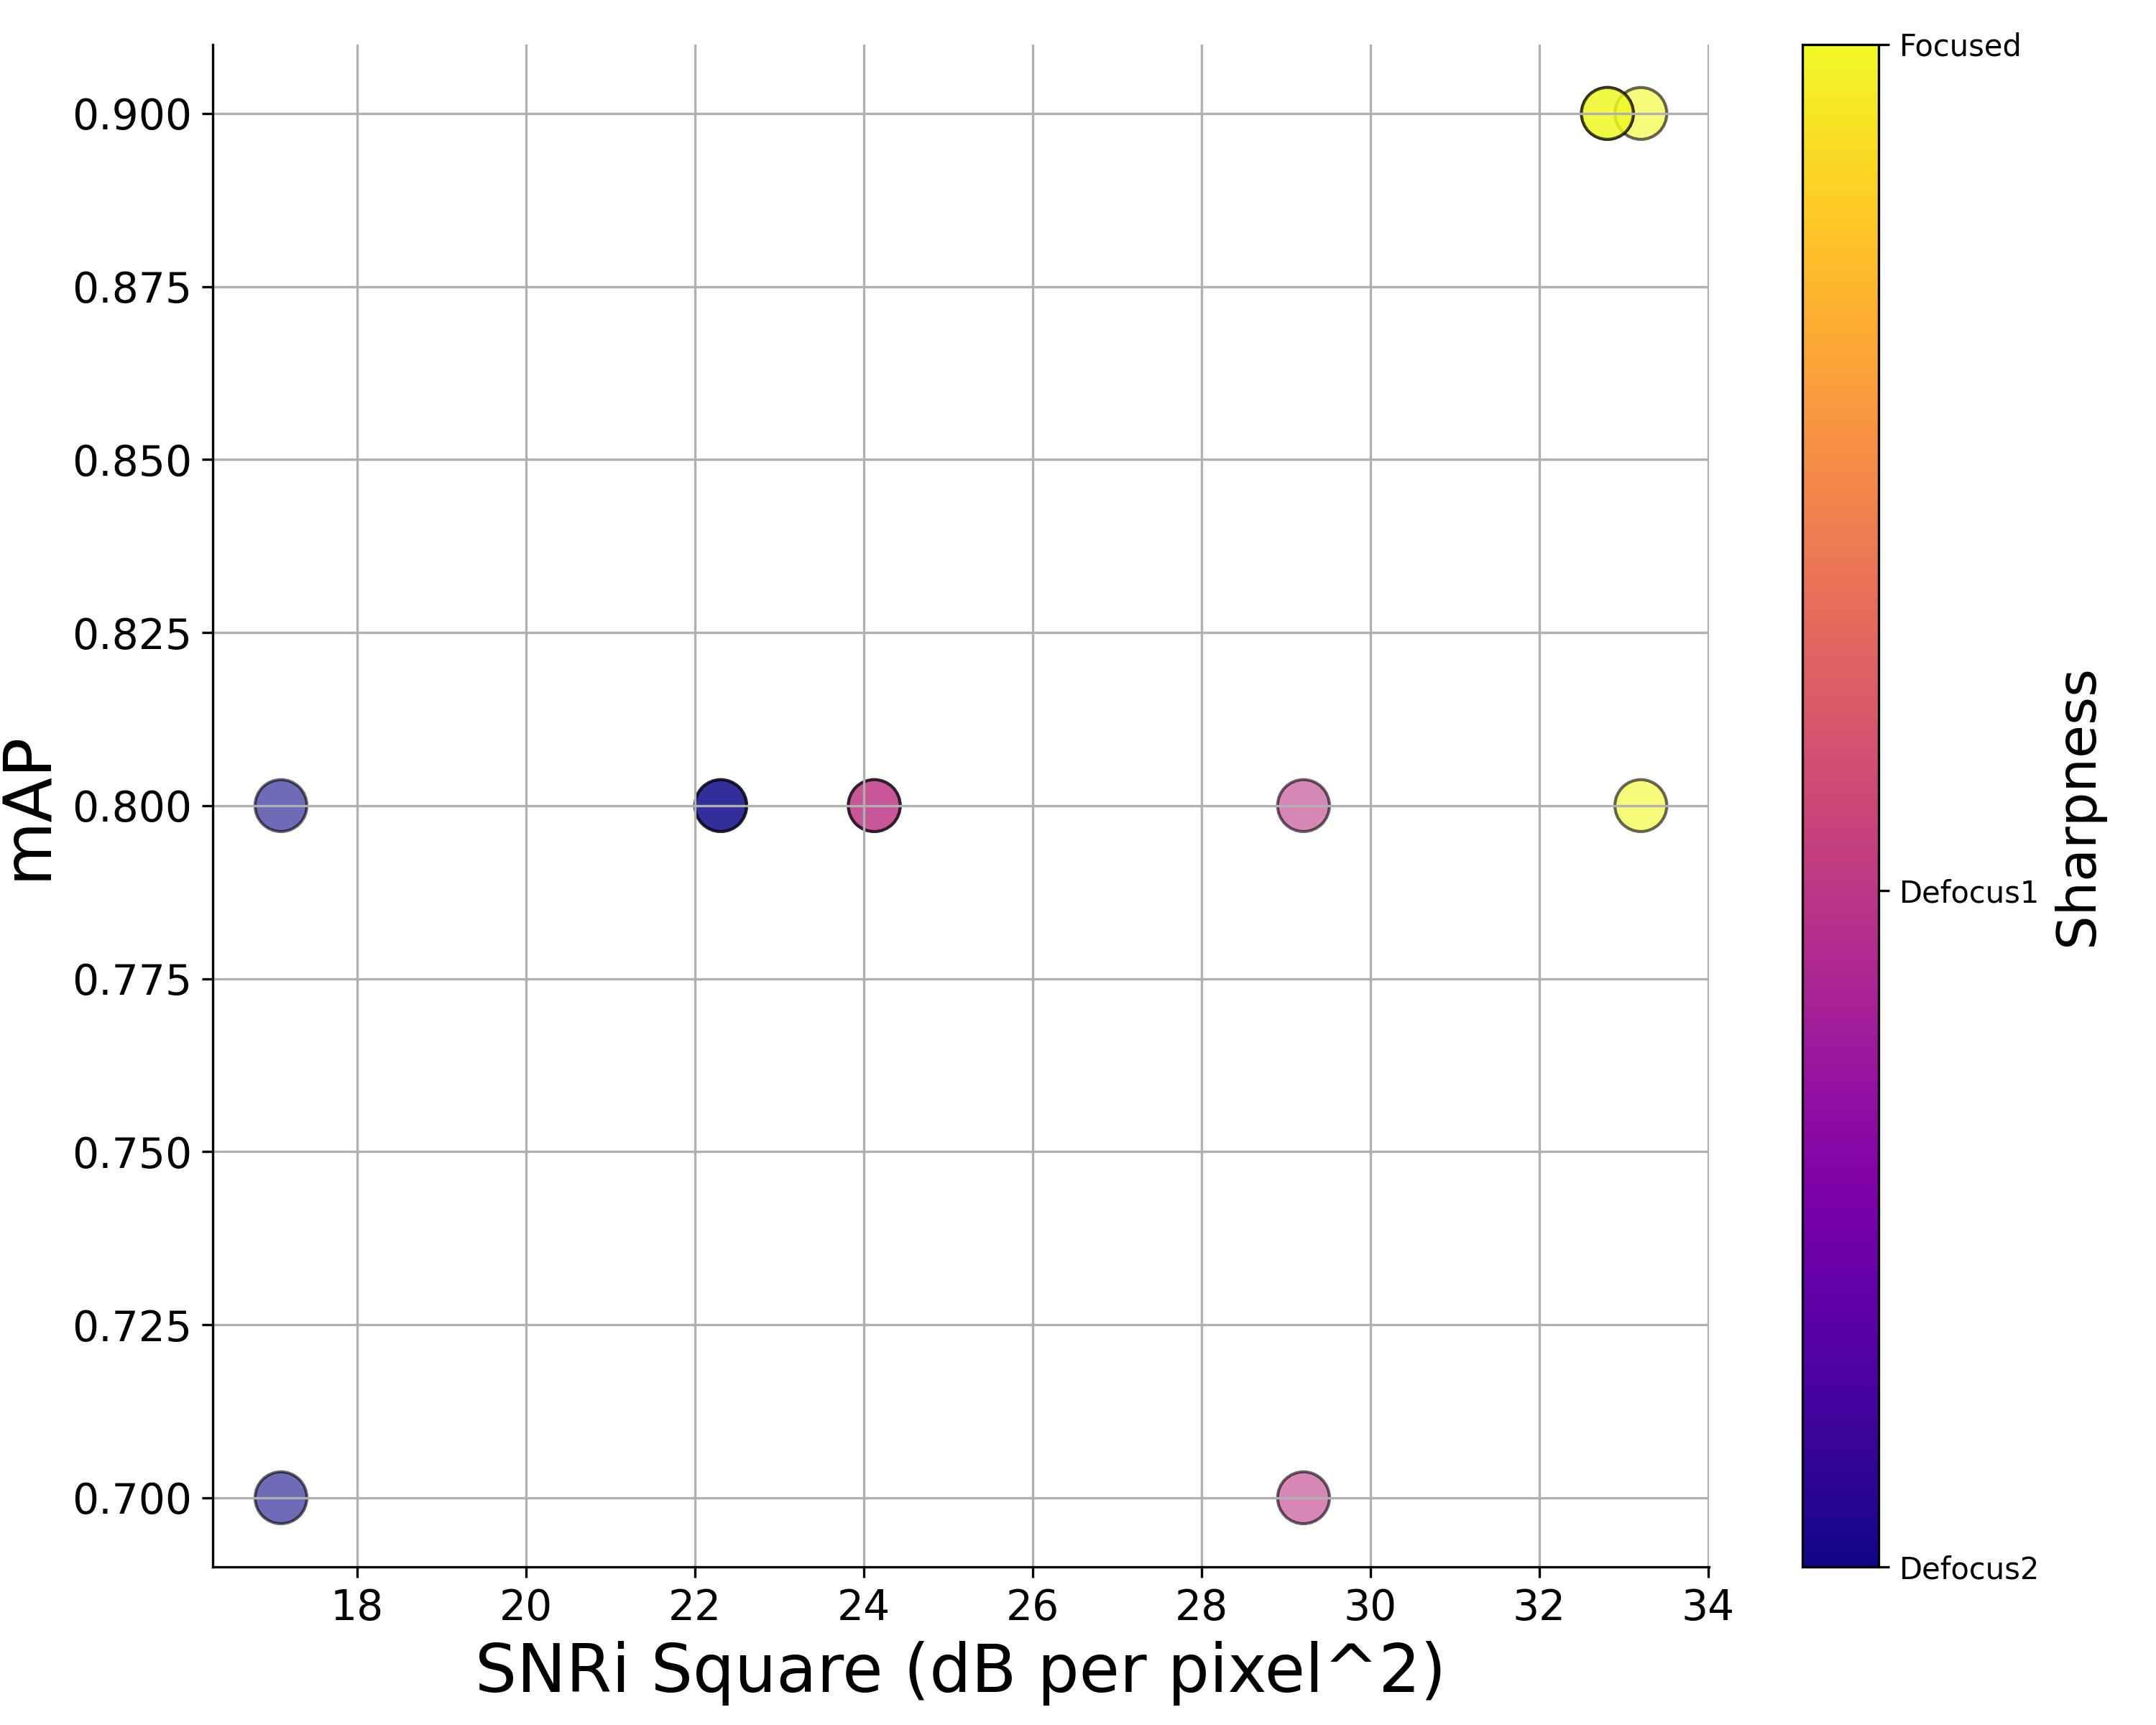 mAP
0.900
0.875
0.850
0.825
0.800
0.775
0.750
0.725
0.700
18 20 22 24 26 28 30 32 34
SNRi Square (dB per pixel^2)
Focused
Defocus1
Defocus2
Sharpness